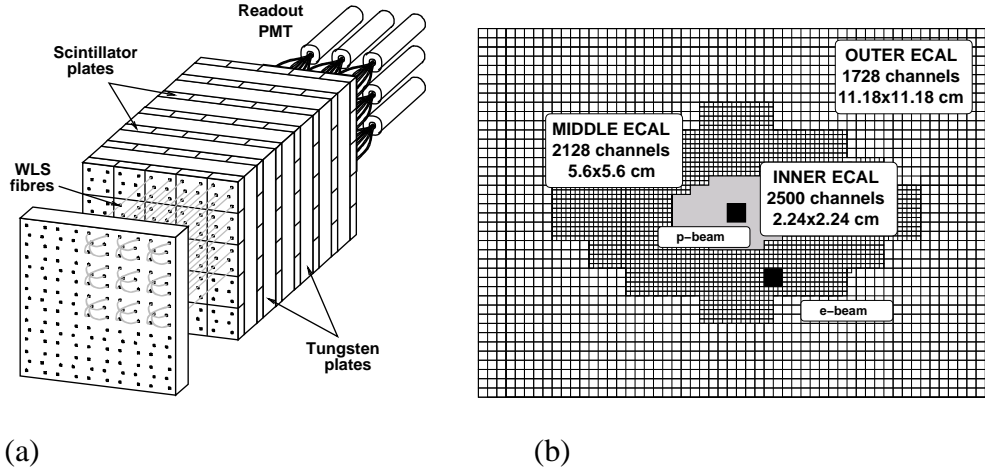 Readout
PMT
Scintillator
plates
WLS
fibres
Tungsten
plates
(a)
OUTER ECAL
1728 channels
11.18x11.18 cm
MIDDLE ECAL
2128 channels
5.6x5.6 cm
INNER ECAL
2500 channels
2.24x2.24 cm
p-beam
e-beam
(b)